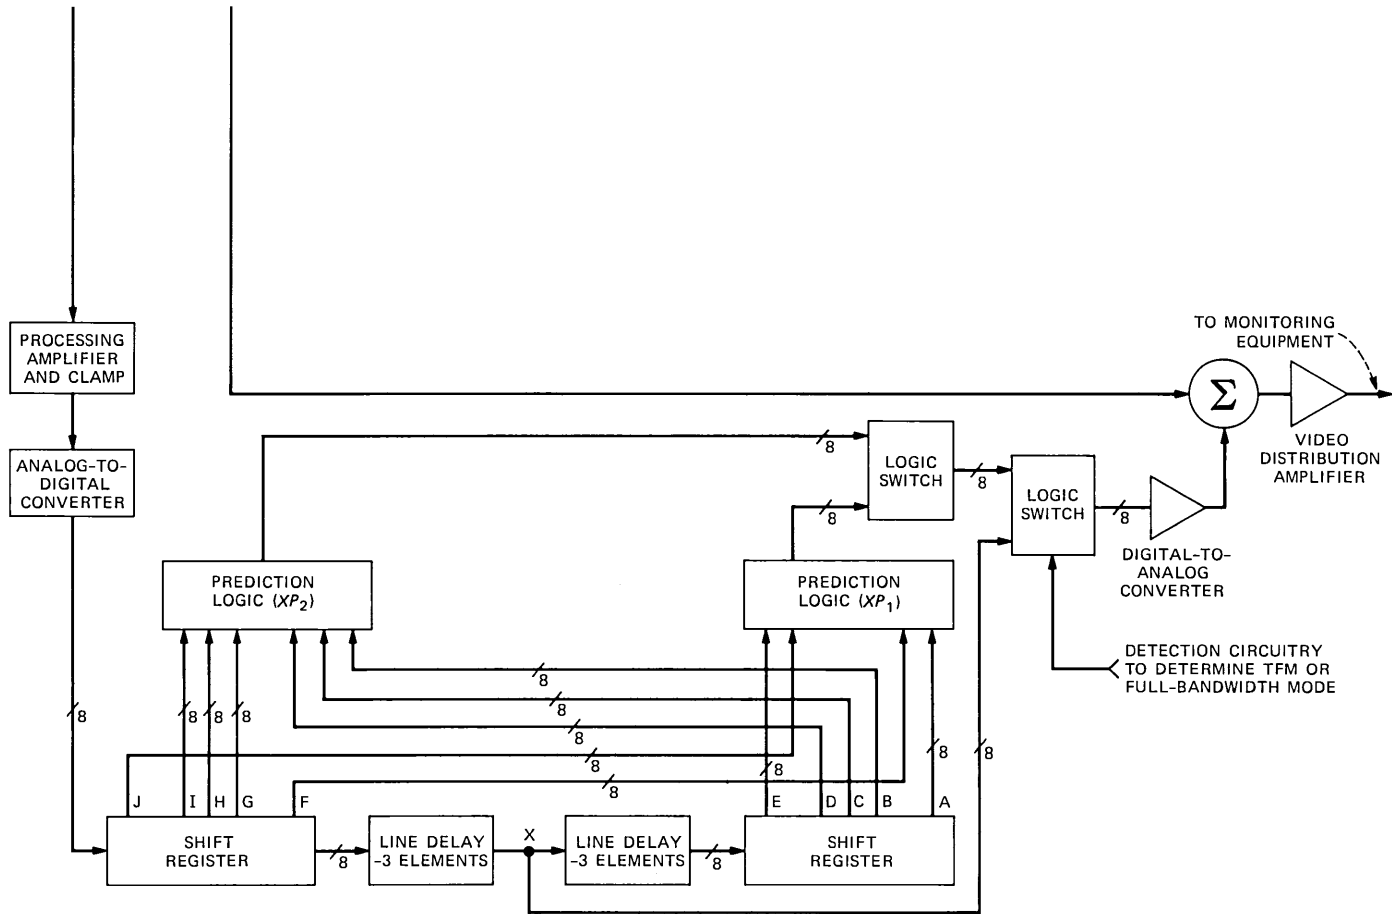 TO MONITORING
EQUIPMENT
PROCESSING
AMPLIFIER
AND CLAMP
Σ
VIDEO
DISTRIBUTION
AMPLIFIER
ANALOG-TO-
DIGITAL
CONVERTER
8
LOGIC
SWITCH
8
8
LOGIC
SWITCH
8
DIGITAL-TO-
ANALOG
CONVERTER
PREDICTION
LOGIC (XP2)
PREDICTION
LOGIC (XP1)
DETECTION CIRCUITRY
TO DETERMINE TFM OR
FULL-BANDWIDTH MODE
8
8
8
8 8 8
8
8
8
8
8
8
8
J I H G F E D C B A
SHIFT
REGISTER
8
LINE DELAY
-3 ELEMENTS
X
LINE DELAY
-3 ELEMENTS
8
SHIFT
REGISTER